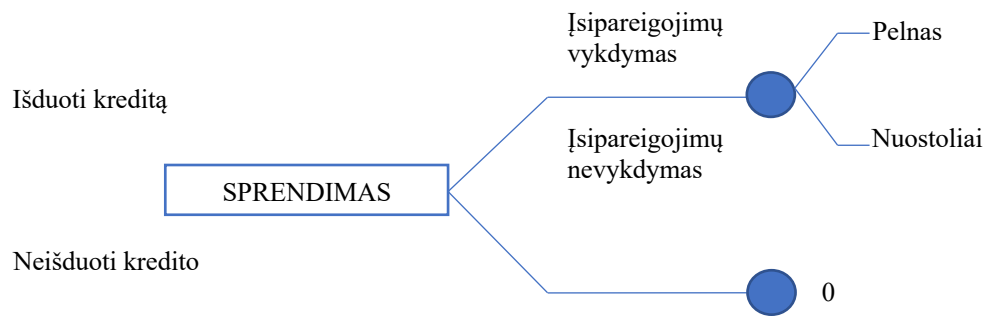 Įsipareigojimų
vykdymas
Pelnas
Išduoti kreditą
Įsipareigojimų
nevykdymas
Nuostoliai
SPRENDIMAS
Neišduoti kredito
0